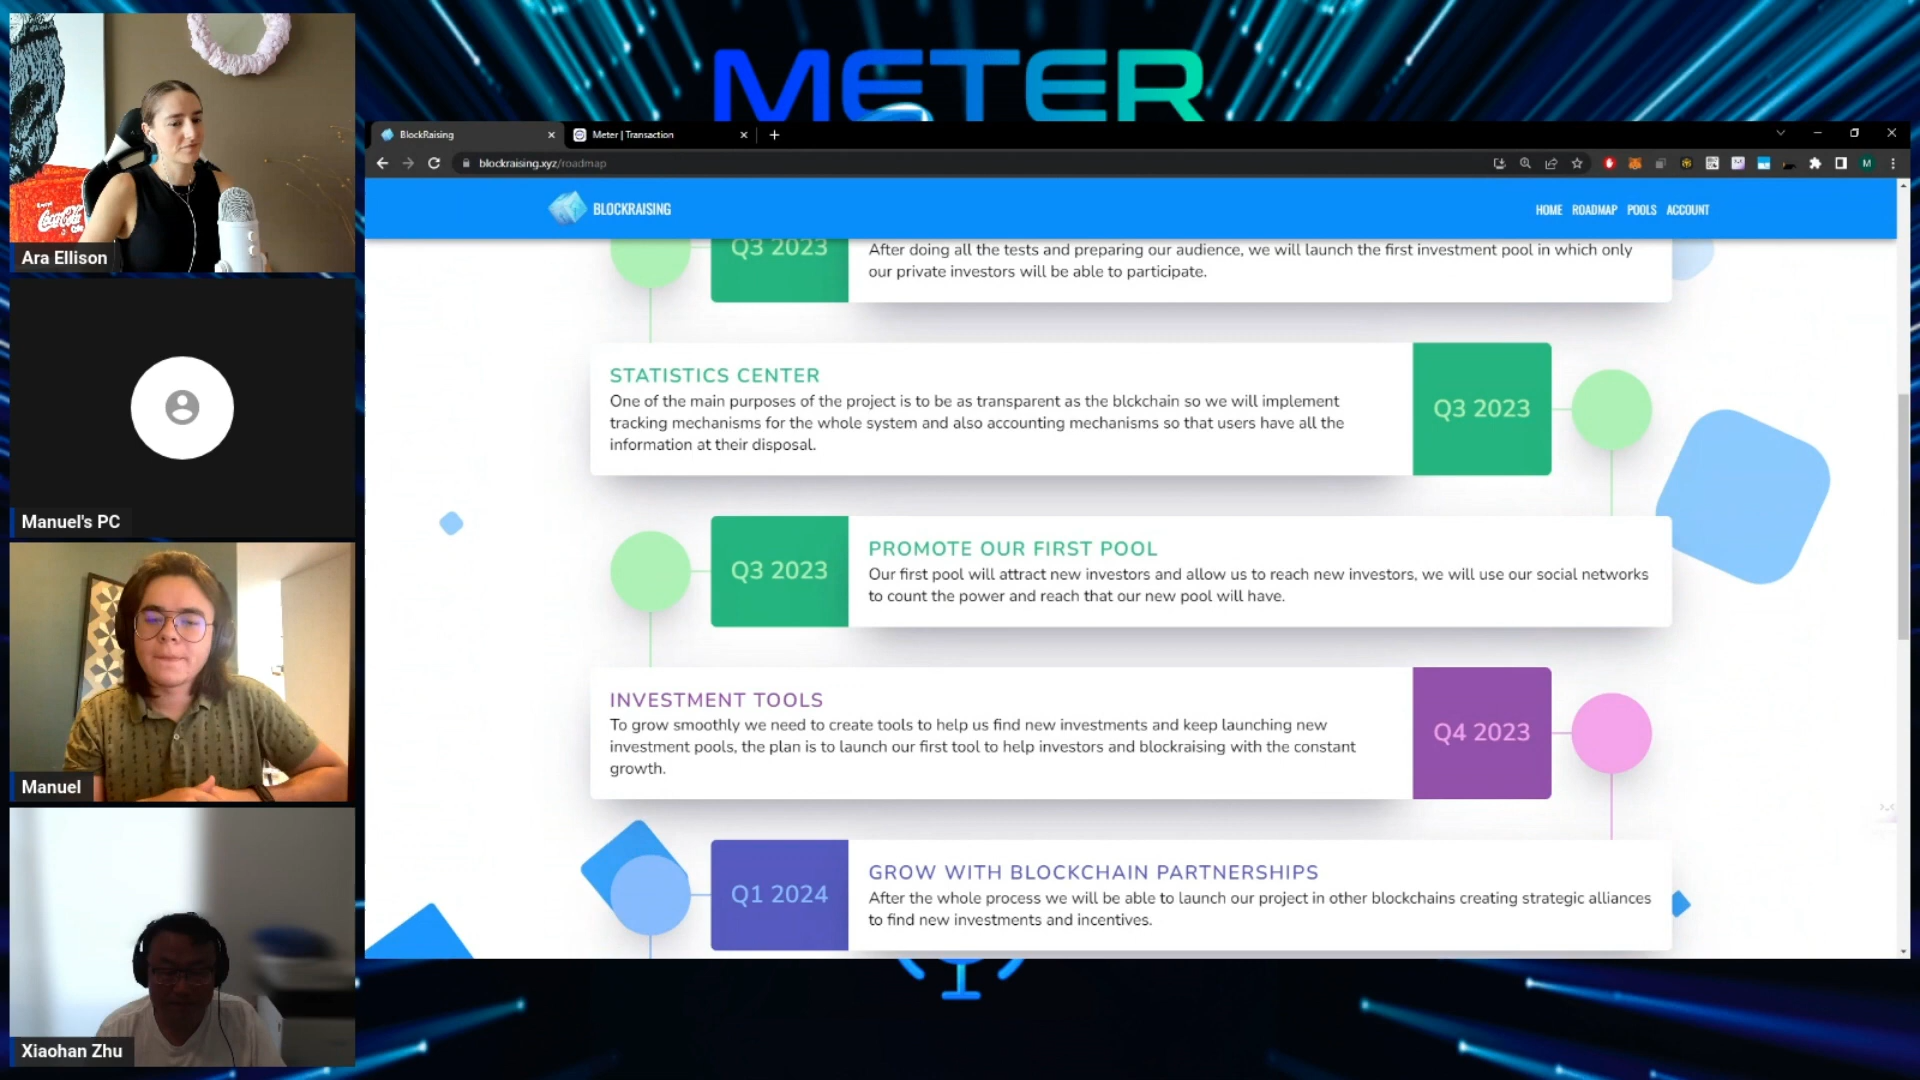 METER
BlockRaising
Meter | Transaction
blockraising.xyz/roadmap
M
BLOCKRAISING
HOME ROADMAP POOLS ACCOUNT
Q3 2023
After doing all the tests and preparing our audience, we will launch the first investment pool in which only
our private investors will be able to participate.
STATISTICS CENTER
One of the main purposes of the project is to be as transparent as the blckchain so we will implement
tracking mechanisms for the whole system and also accounting mechanisms so that users have all the
information at their disposal.
Q3 2023
Q3 2023
PROMOTE OUR FIRST POOL
Our first pool will attract new investors and allow us to reach new investors, we will use our social networks
to count the power and reach that our new pool will have.
INVESTMENT TOOLS
To grow smoothly we need to create tools to help us find new investments and keep launching new
investment pools, the plan is to launch our first tool to help investors and blockraising with the constant
growth.
Q4 2023
Q1 2024
GROW WITH BLOCKCHAIN PARTNERSHIPS
After the whole process we will be able to launch our project in other blockchains creating strategic alliances
to find new investments and incentives.
Coca-Cola
Ara Ellison
Manuel's PC
Manuel
Xiaohan Zhu